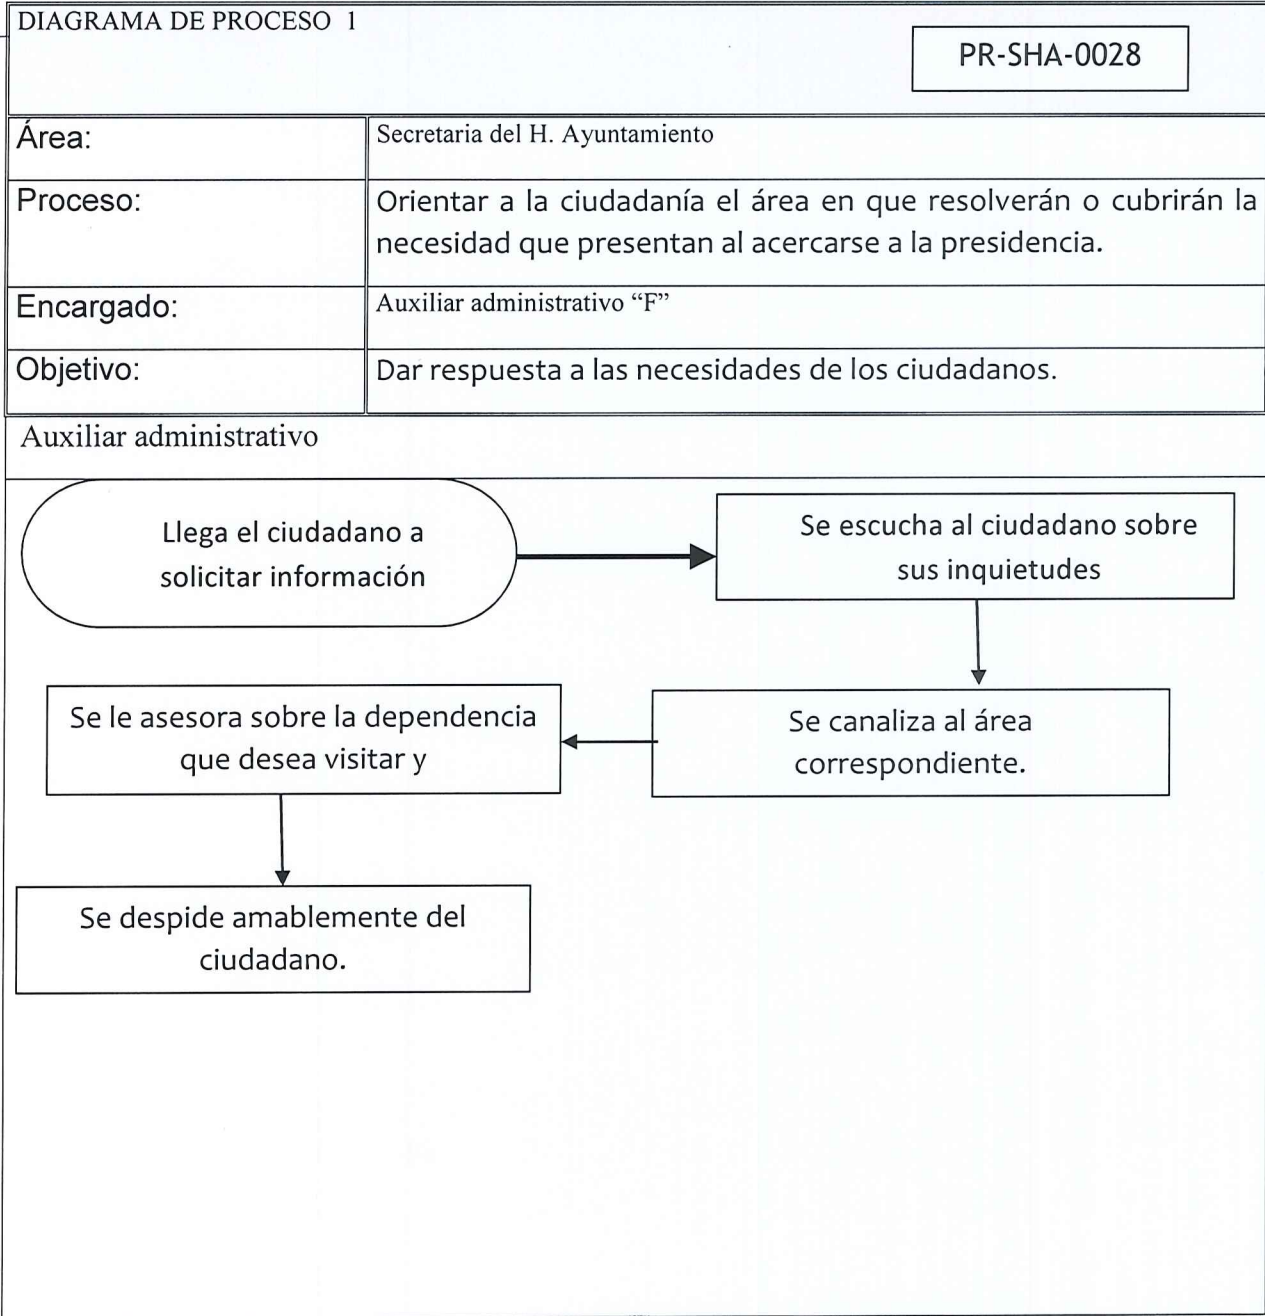 DIAGRAMA DE PROCESO 1
PR-SHA-0028
Área:
Secretaria del H. Ayuntamiento
Proceso:
Orientar a la ciudadanía el área en que resolverán o cubrirán la
necesidad que presentan al acercarse a la presidencia.
Encargado:
Auxiliar administrativo “F”
Objetivo:
Dar respuesta a las necesidades de los ciudadanos.
Auxiliar administrativo
Llega el ciudadano a
solicitar información
Se escucha al ciudadano sobre
sus inquietudes
Se canaliza al área
correspondiente.
Se le asesora sobre la dependencia
que desea visitar y
Se despide amablemente del
ciudadano.